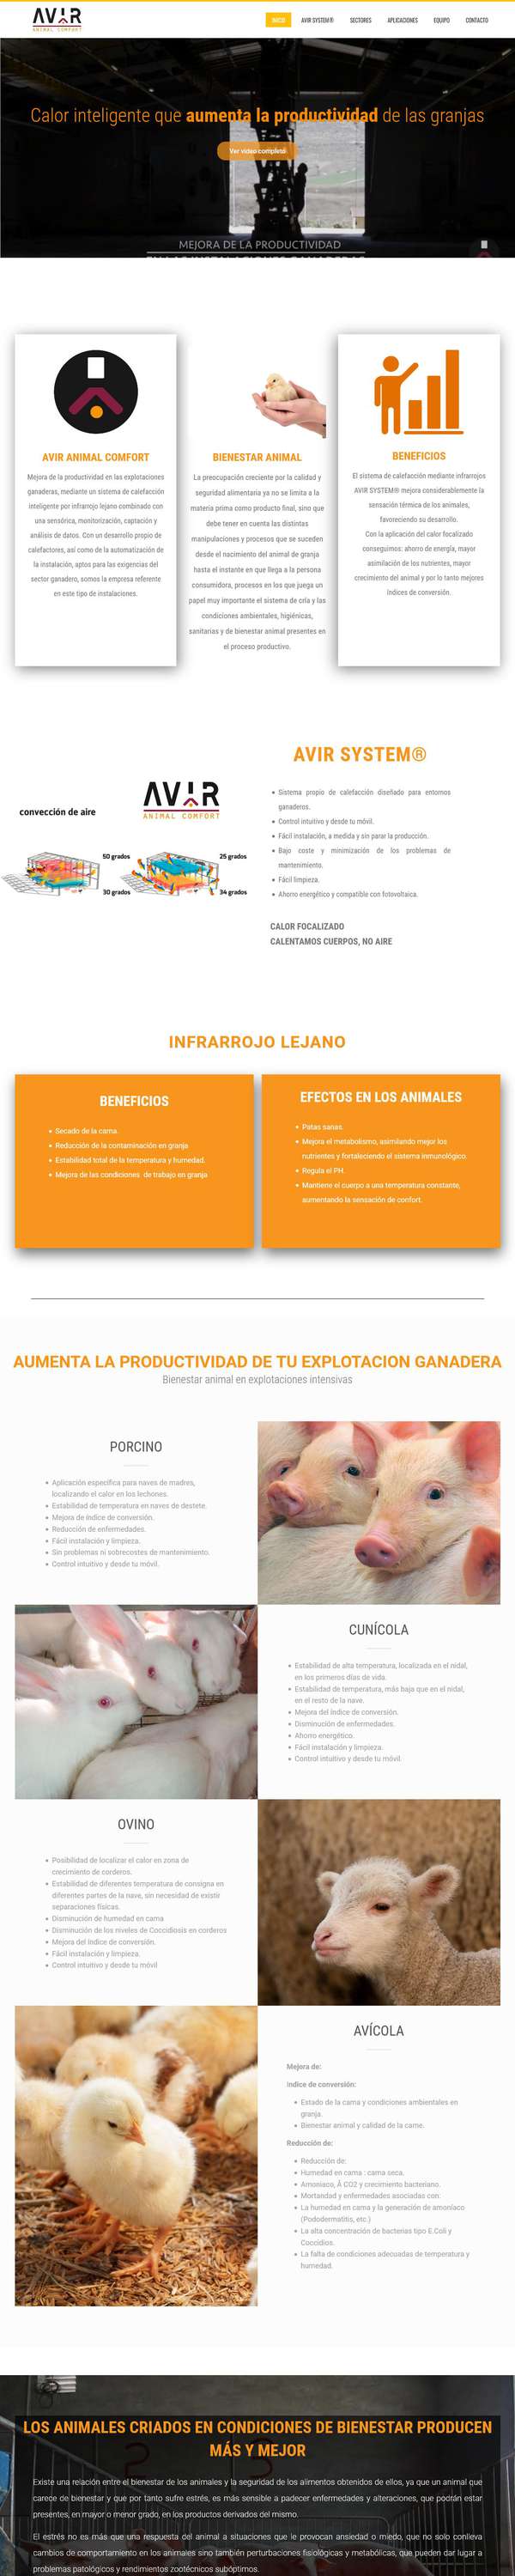 AVIR
ANIMAL COMFORT
INICIO AVIR SYSTEM® SECTORES APLICACIONES EQUIPO CONTACTO
Calor inteligente que aumenta la productividad de las granjas
Ver video completo
MEJORA DE LA PRODUCTIVIDAD
EN LAS INSTALACIONES GANADERAS
AVIR ANIMAL COMFORT
Mejora de la productividad en las explotaciones
ganaderas, mediante un sistema de calefacción
inteligente por infrarrojo lejano combinado con
una sensórica, monitorización, captación y
análisis de datos. Con un desarrollo propio de
calefactores, así como de la automatización de
la instalación, aptos para las exigencias del
sector ganadero, somos la empresa referente
en este tipo de instalaciones.
BIENESTAR ANIMAL
La preocupación creciente por la calidad y
seguridad alimentaria ya no se limita a la
materia prima como producto final, sino que
debe tener en cuenta las distintas
manipulaciones y procesos que se suceden
desde el nacimiento del animal de granja
hasta el instante en que llega a la persona
consumidora, procesos en los que juega un
papel muy importante el sistema de cría y las
condiciones ambientales, higiénicas,
sanitarias y de bienestar animal presentes en
el proceso productivo.
BENEFICIOS
El sistema de calefacción mediante infrarrojos
AVIR SYSTEM® mejora considerablemente la
sensación térmica de los animales,
favoreciendo su desarrollo.
Con la aplicación del calor focalizado
conseguimos: ahorro de energía, mayor
asimilación de los nutrientes, mayor
crecimiento del animal y por lo tanto mejores
índices de conversión.
convección de aire
AVIR
ANIMAL COMFORT
50 grados
30 grados
25 grados
34 grados
AVIR SYSTEM®
Sistema propio de calefacción diseñado para entornos
ganaderos.
Control intuitivo y desde tu móvil.
Fácil instalación, a medida y sin parar la producción.
Bajo coste y minimización de los problemas de
mantenimiento.
Fácil limpieza.
Ahorro energético y compatible con fotovoltaica.
CALOR FOCALIZADO
CALENTAMOS CUERPOS, NO AIRE
INFRARROJO LEJANO
BENEFICIOS
Secado de la cama.
Reducción de la contaminación en granja
Estabilidad total de la temperatura y humedad.
Mejora de las condiciones de trabajo en granja
EFECTOS EN LOS ANIMALES
Patas sanas.
Mejora el metabolismo, asimilando mejor los
nutrientes y fortaleciendo el sistema inmunológico.
Regula el PH.
Mantiene el cuerpo a una temperatura constante,
aumentando la sensación de confort.
AUMENTA LA PRODUCTIVIDAD DE TU EXPLOTACION GANADERA
Bienestar animal en explotaciones intensivas
PORCINO
Aplicación específica para naves de madres,
localizando el calor en los lechones.
Estabilidad de temperatura en naves de destete.
Mejora de índice de conversión.
Reducción de enfermedades.
Fácil instalación y limpieza.
Sin problemas ni sobrecostes de mantenimiento.
Control intuitivo y desde tu móvil.
CUNÍCOLA
Estabilidad de alta temperatura, localizada en el nidal,
en los primeros días de vida.
Estabilidad de temperatura, más baja que en el nidal,
en el resto de la nave.
Mejora del índice de conversión.
Disminución de enfermedades.
Ahorro energético.
Fácil instalación y limpieza.
Control intuitivo y desde tu móvil.
OVINO
Posibilidad de localizar el calor en zona de
crecimiento de corderos.
Estabilidad de diferentes temperatura de consigna en
diferentes partes de la nave, sin necesidad de existir
separaciones físicas.
Disminución de humedad en cama
Disminución de los niveles de Coccidiosis en corderos
Mejora del índice de conversión.
Fácil instalación y limpieza.
Control intuitivo y desde tu móvil
AVÍCOLA
Mejora de:
Indice de conversión:
Estado de la cama y condiciones ambientales en
granja.
Bienestar animal y calidad de la carne.
Reducción de:
Reducción de:
Humedad en cama : cama seca.
Amoniaco, Â CO2 y crecimiento bacteriano.
Mortandad y enfermedades asociadas con:
La humedad en cama y la generación de amoníaco
(Pododermatitis, etc.)
La alta concentración de bacterias tipo E.Coli y
Coccidios.
La falta de condiciones adecuadas de temperatura y
humedad.
LOS ANIMALES CRIADOS EN CONDICIONES DE BIENESTAR PRODUCEN
MÁS Y MEJOR
Existe una relación entre el bienestar de los animales y la seguridad de los alimentos obtenidos de ellos, ya que un animal que
carece de bienestar y que por tanto sufre estrés, es más sensible a padecer enfermedades y alteraciones, que podrán estar
presentes, en mayor o menor grado, en los productos derivados del mismo.
El estrés no es más que una respuesta del animal a situaciones que le provocan ansiedad o miedo, que no solo conlleva
cambios de comportamiento en los animales sino también perturbaciones fisiológicas y metabólicas, que pueden dar lugar a
problemas patológicos y rendimientos zootécnicos subóptimos.